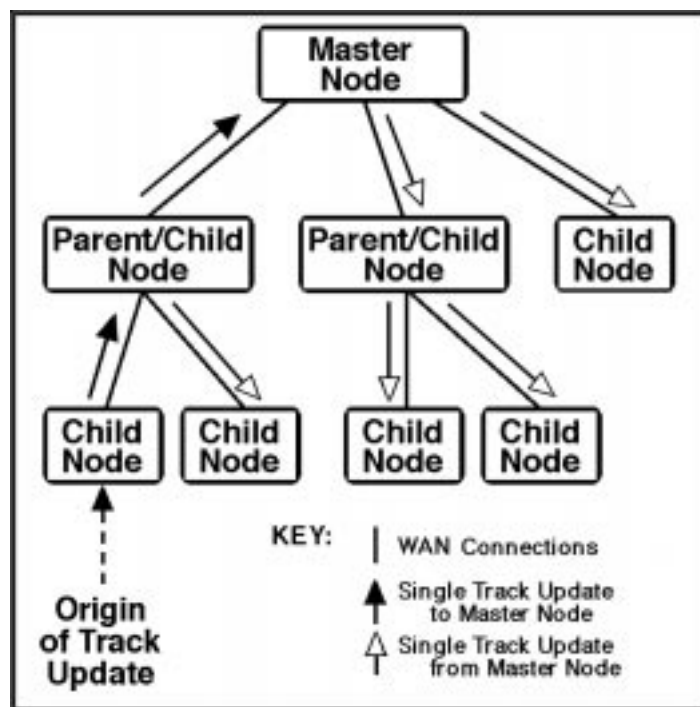 Master
Node
Parent/Child
Node
Parent/Child
Node
Child
Node
Child
Node
Child
Node
Child
Node
Child
Node
Origin
of Track
Update
KEY:
WAN Connections
Single Track Update
to Master Node
Single Track Update
from Master Node